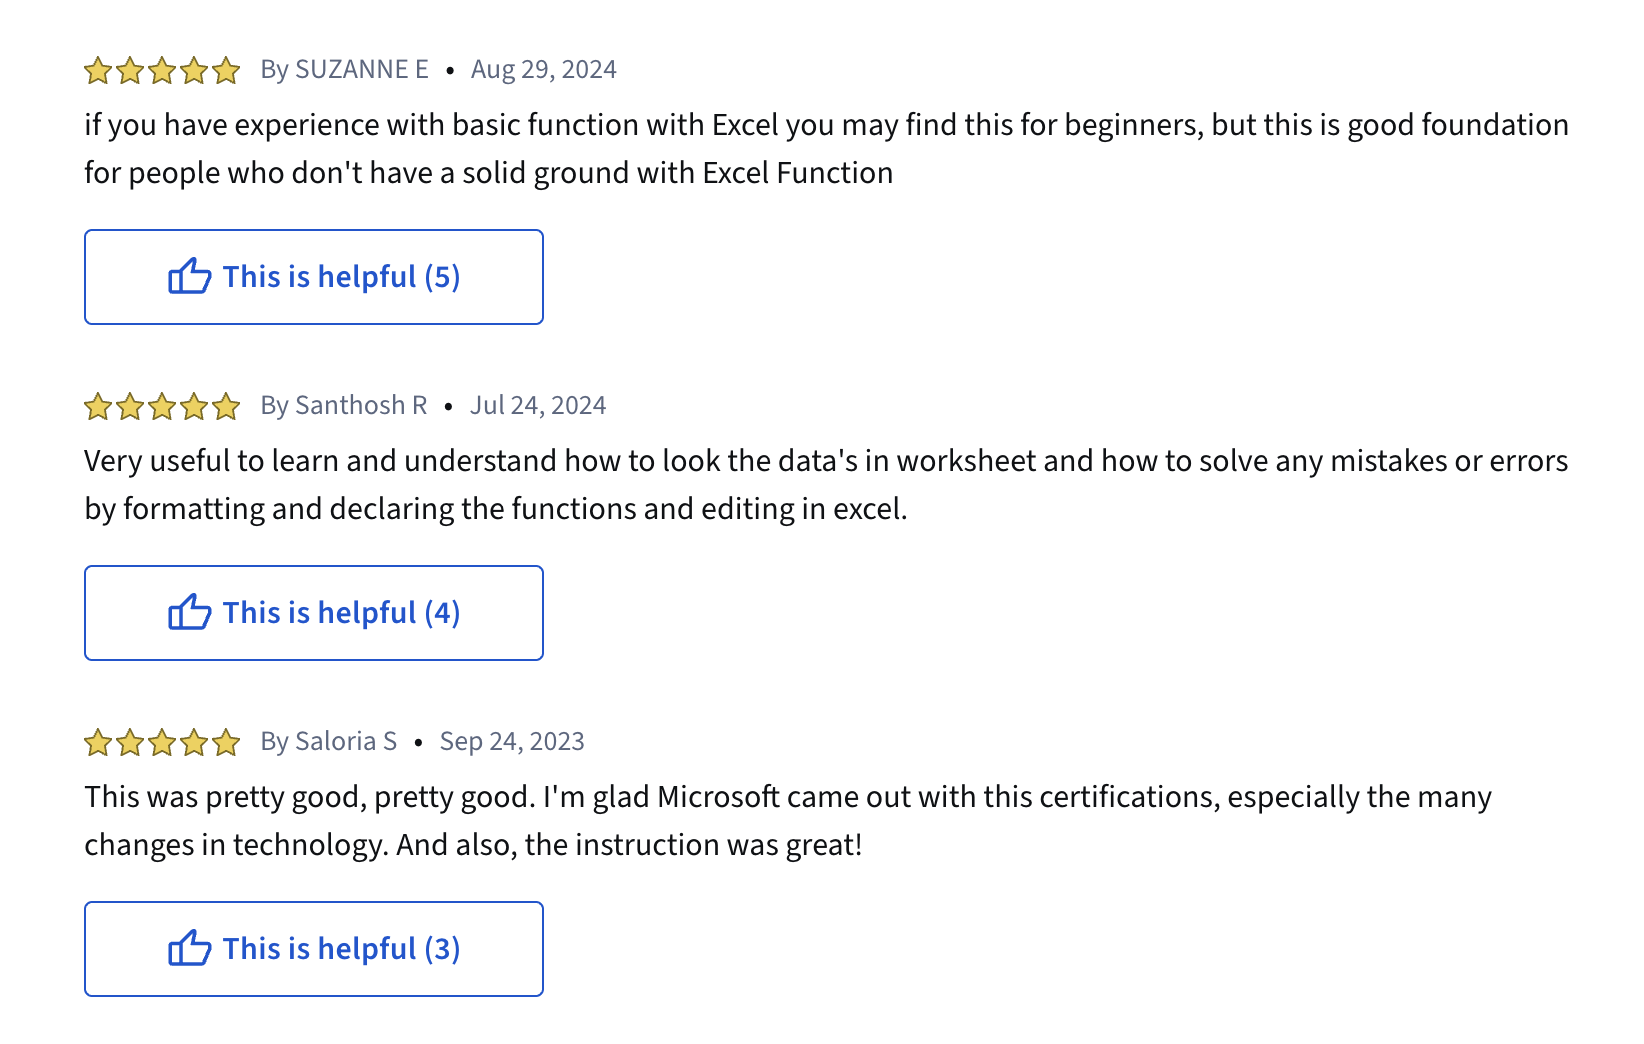 By SUZANNE E • Aug 29, 2024
if you have experience with basic function with Excel you may find this for beginners, but this is good foundation
for people who don't have a solid ground with Excel Function
This is helpful (5)
By Santhosh R • Jul 24, 2024
Very useful to learn and understand how to look the data's in worksheet and how to solve any mistakes or errors
by formatting and declaring the functions and editing in excel.
This is helpful (4)
By Saloria S • Sep 24, 2023
This was pretty good, pretty good. I'm glad Microsoft came out with this certifications, especially the many
changes in technology. And also, the instruction was great!
This is helpful (3)